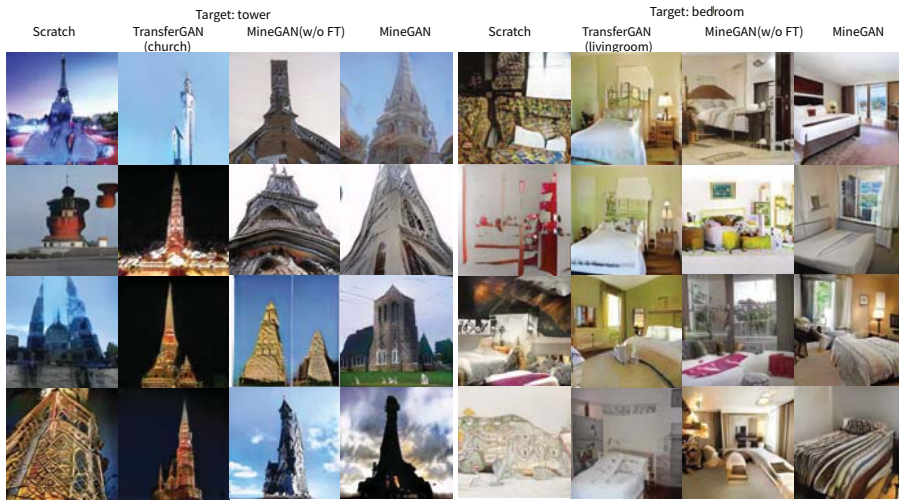 Target: tower
Scratch TransferGAN MineGAN(w/o FT) MineGAN
(church)
Target: bedroom
Scratch TransferGAN MineGAN(w/o FT) MineGAN
(livingroom)